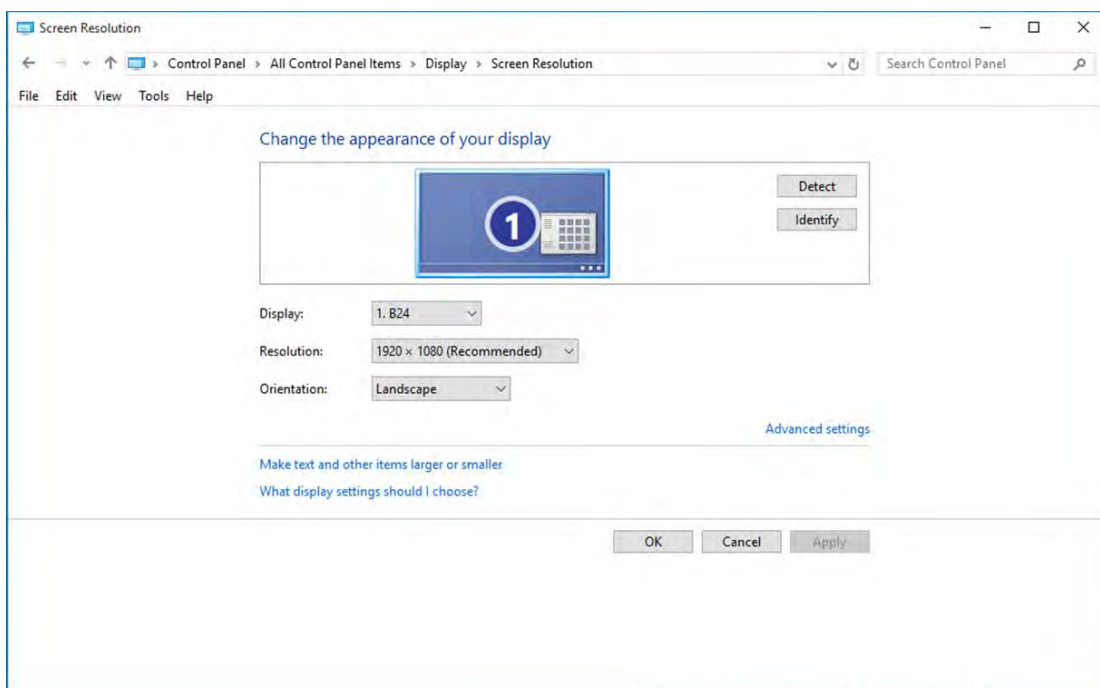 Screen Resolution
Control Panel > All Control Panel Items > Display > Screen Resolution
Search Control Panel
File Edit View Tools Help
Change the appearance of your display
1
Detect
Identify
Display: 1. B24
Resolution: 1920 × 1080 (Recommended)
Orientation: Landscape
Advanced settings
Make text and other items larger or smaller
What display settings should I choose?
OK Cancel Apply